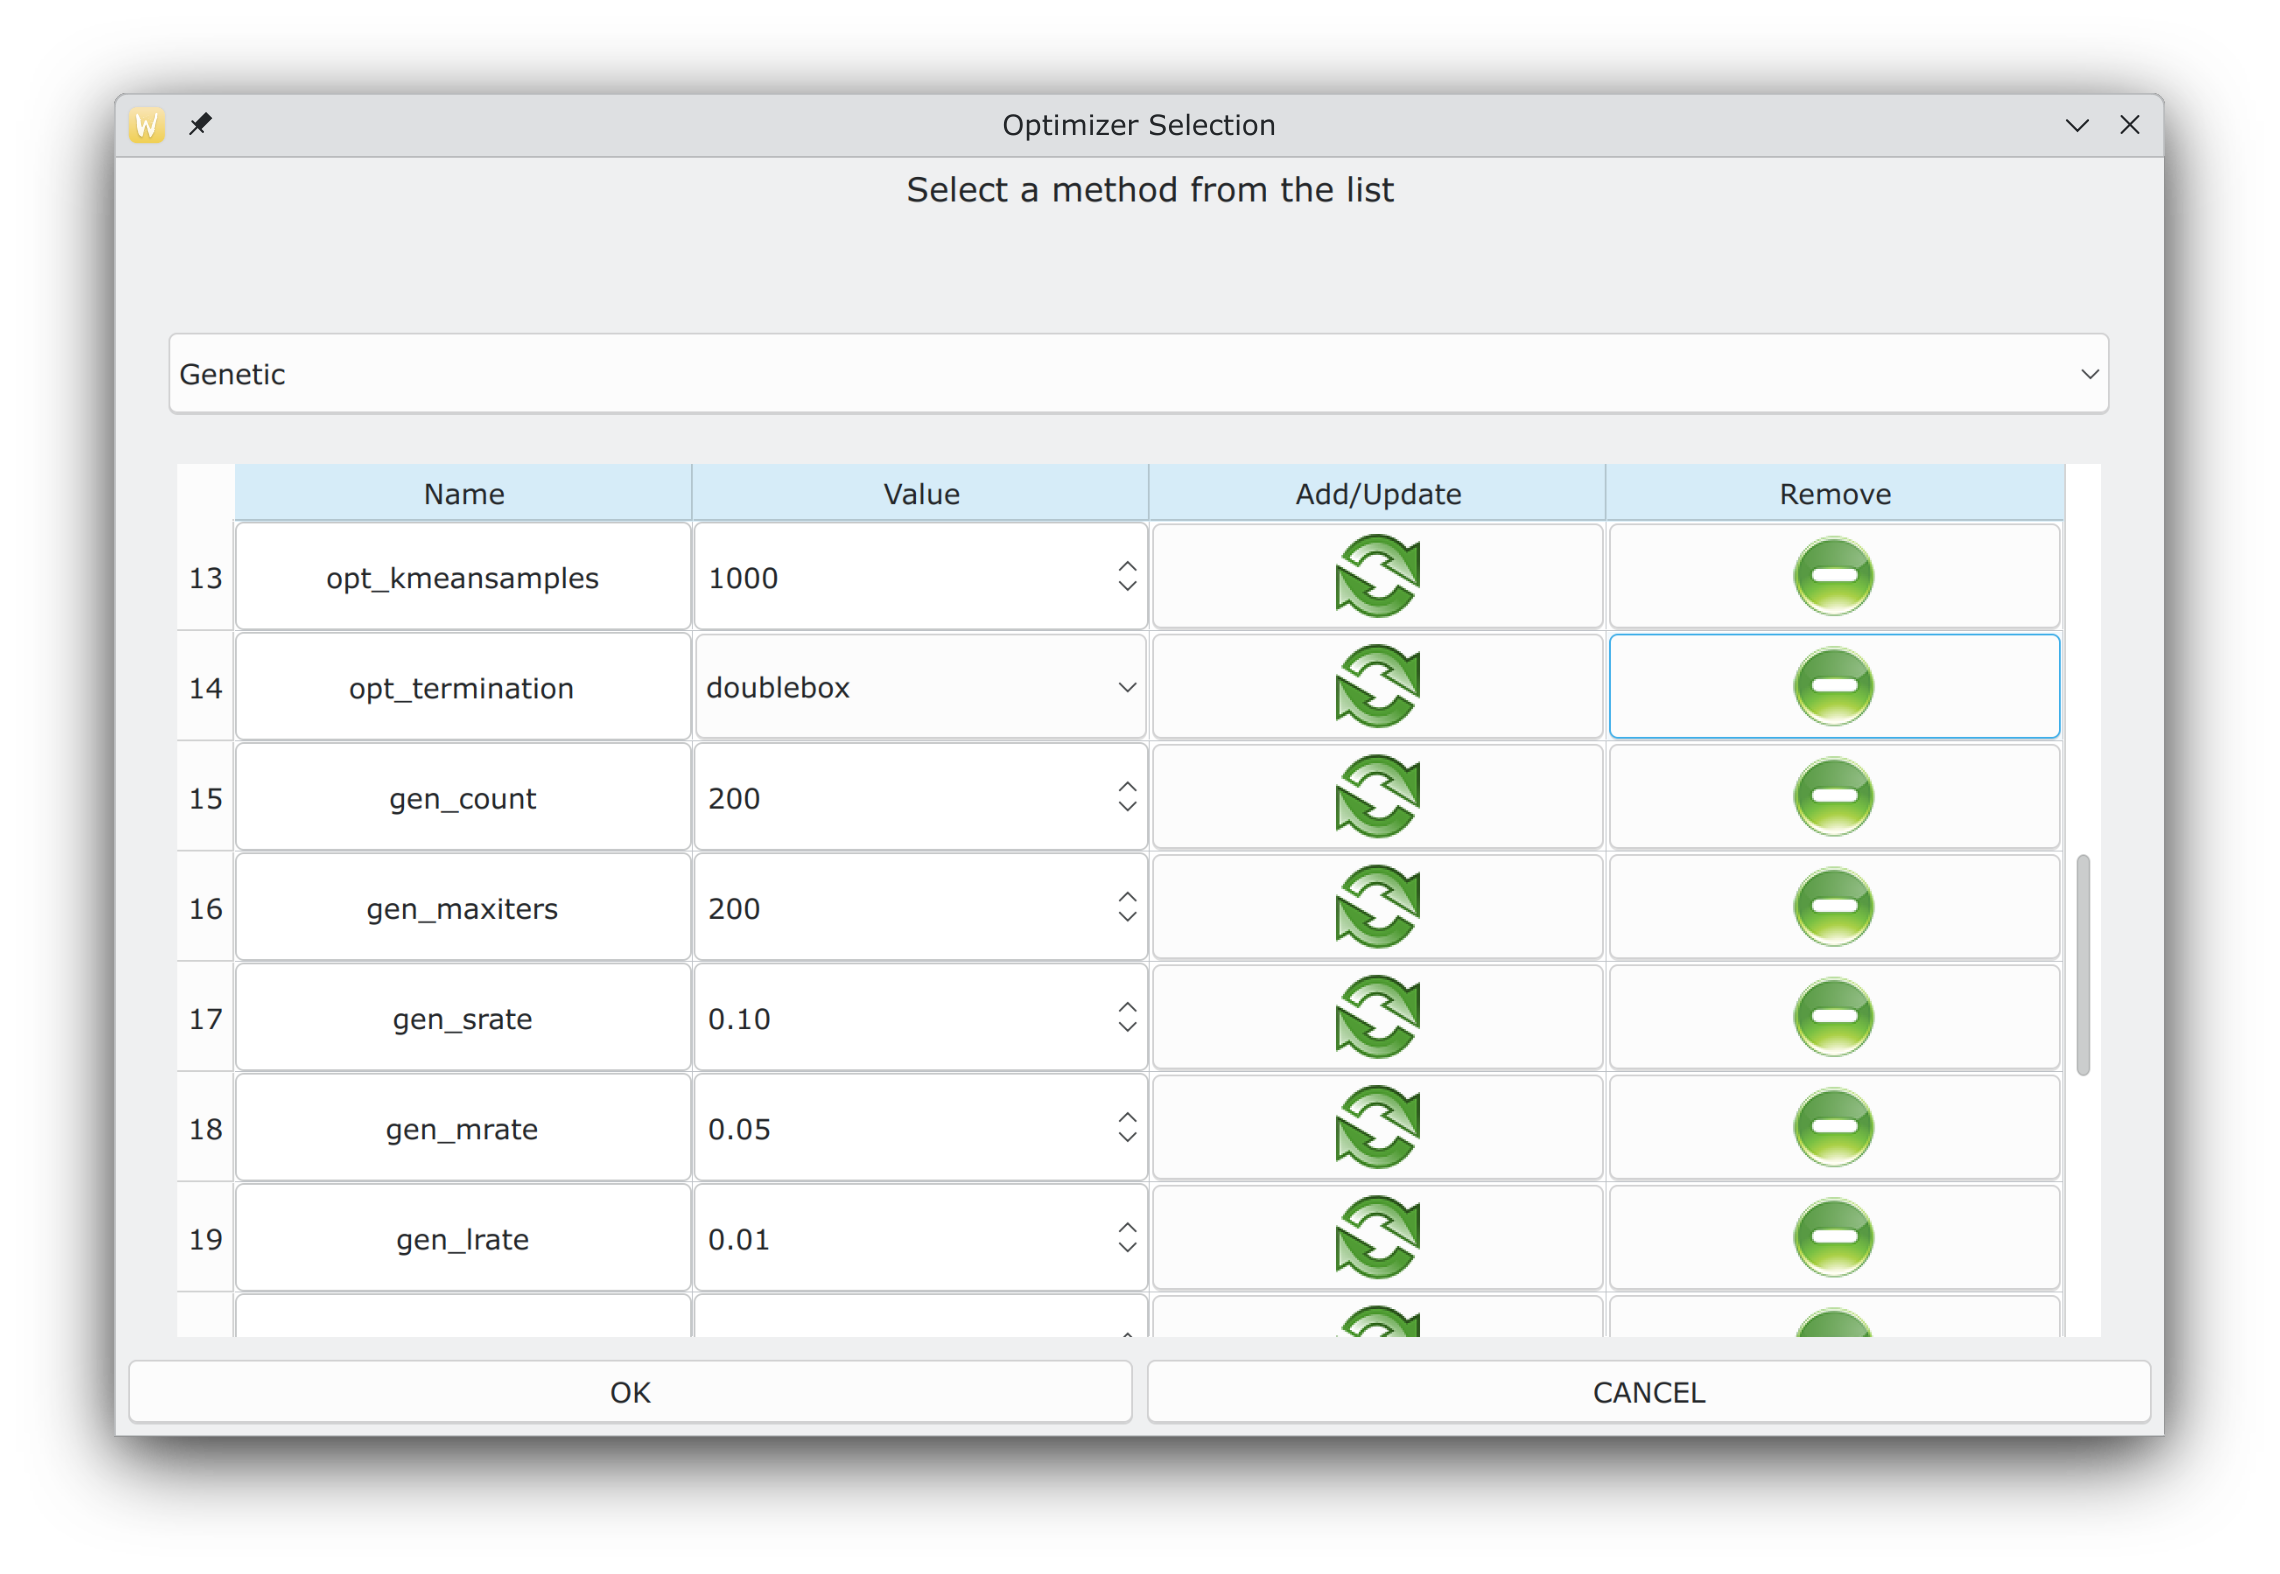 W
Optimizer Selection
Select a method from the list
Genetic
Name Value Add/Update Remove
13 opt_kmeansamples 1000
14 opt_termination doublebox
15 gen_count 200
16 gen_maxiters 200
17 gen_srate 0.10
18 gen_mrate 0.05
19 gen_lrate 0.01
OK CANCEL